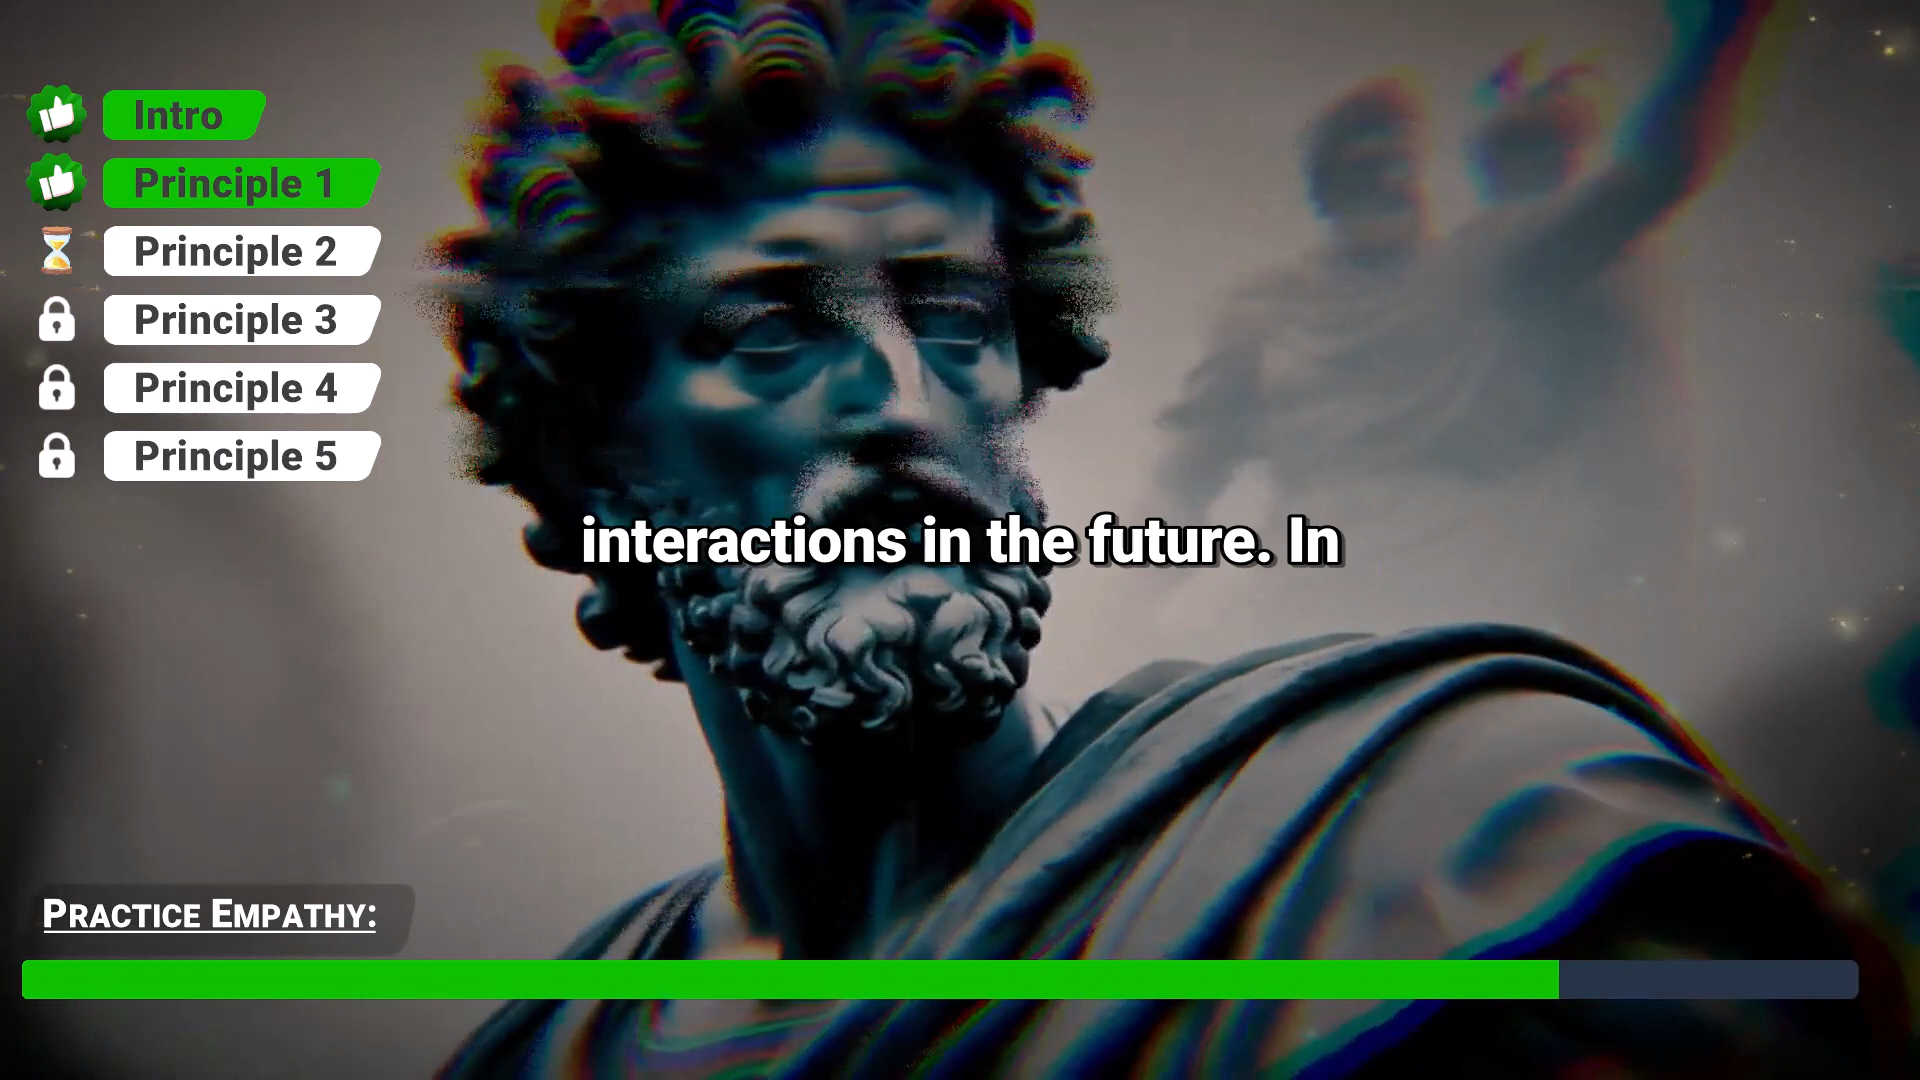 Intro
Principle 1
Principle 2
Principle 3
Principle 4
Principle 5
interactions in the future. In
PRACTICE EMPATHY: